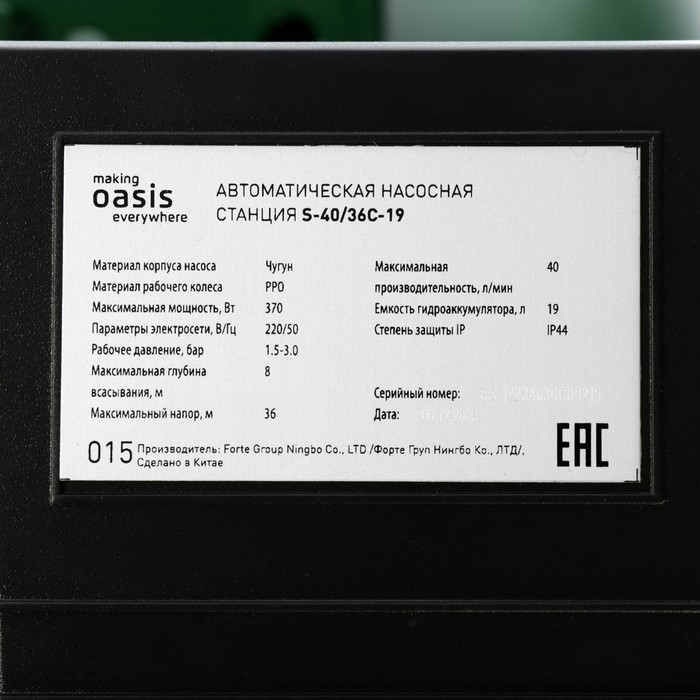 making
oasis
everywhere
АВТОМАТИЧЕСКАЯ НАСОСНАЯ
СТАНЦИЯ S-40/36C-19
Материал корпуса насоса Чугун
Материал рабочего колеса PPO
Максимальная мощность, Вт 370
Параметры электросети, В/Гц 220/50
Рабочее давление, бар 1.5-3.0
Максимальная глубина 8
всасывания, м
Максимальный напор, м 36
Максимальная 40
производительность, л/мин
Емкость гидроаккумулятора, л 19
Степень защиты IP IP44
Серийный номер:
Дата:
015 Производитель: Forte Group Ningbo Co., LTD /Форте Груп Нингбо Ко., ЛТД/.
Сделано в Китае
EAC